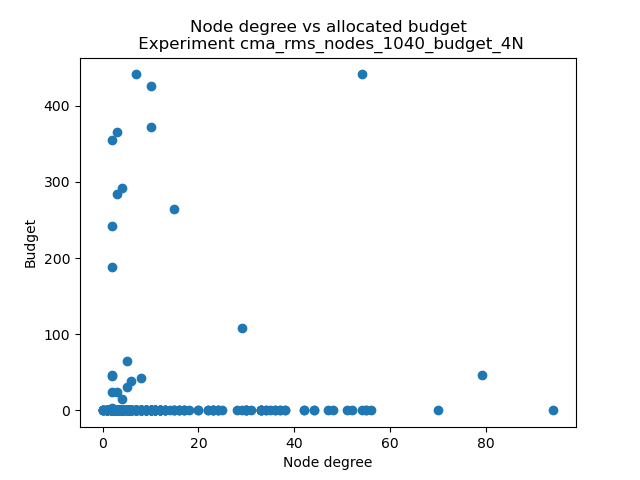 Node degree vs allocated budget
Experiment cma_rms_nodes_1040_budget_4N
400
300
200
100
0
Budget
0 20 40 60 80
Node degree